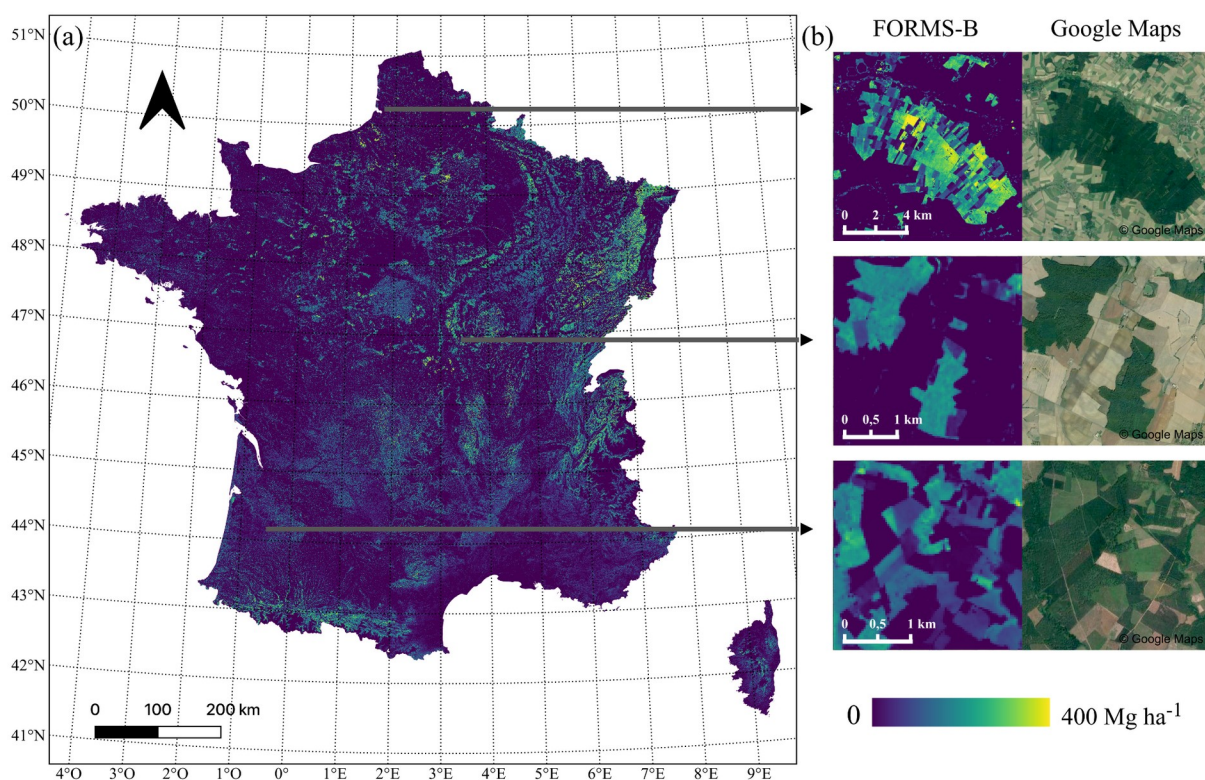 (a)
(b)
FORMS-B
Google Maps
51°N
50°N
49°N
48°N
47°N
46°N
45°N
44°N
43°N
42°N
41°N
0 2 4 km
© Google Maps
0 0,5 1 km
© Google Maps
0 0,5 1 km
© Google Maps
0 100 200 km
0 400 Mg ha⁻¹
4°O 3°O 2°O 1°O 0° 1°E 2°E 3°E 4°E 5°E 6°E 7°E 8°E 9°E